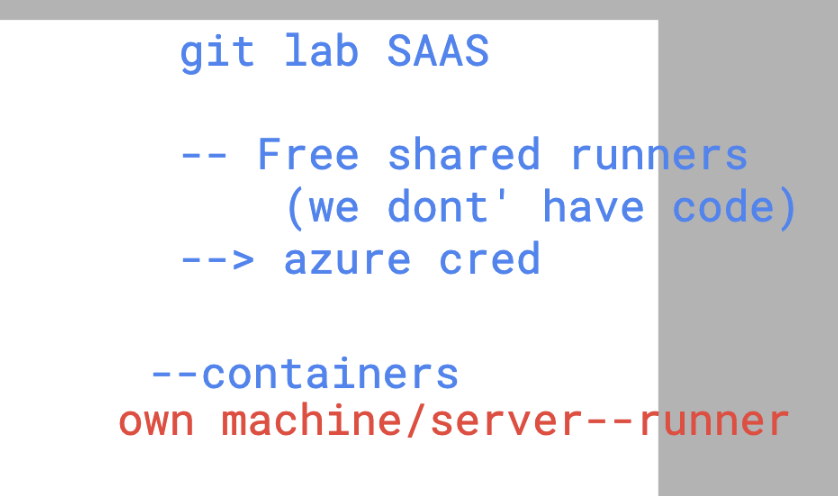 git lab SAAS
-- Free shared runners
(we dont' have code)
--> azure cred
--containers
own machine/server--runner